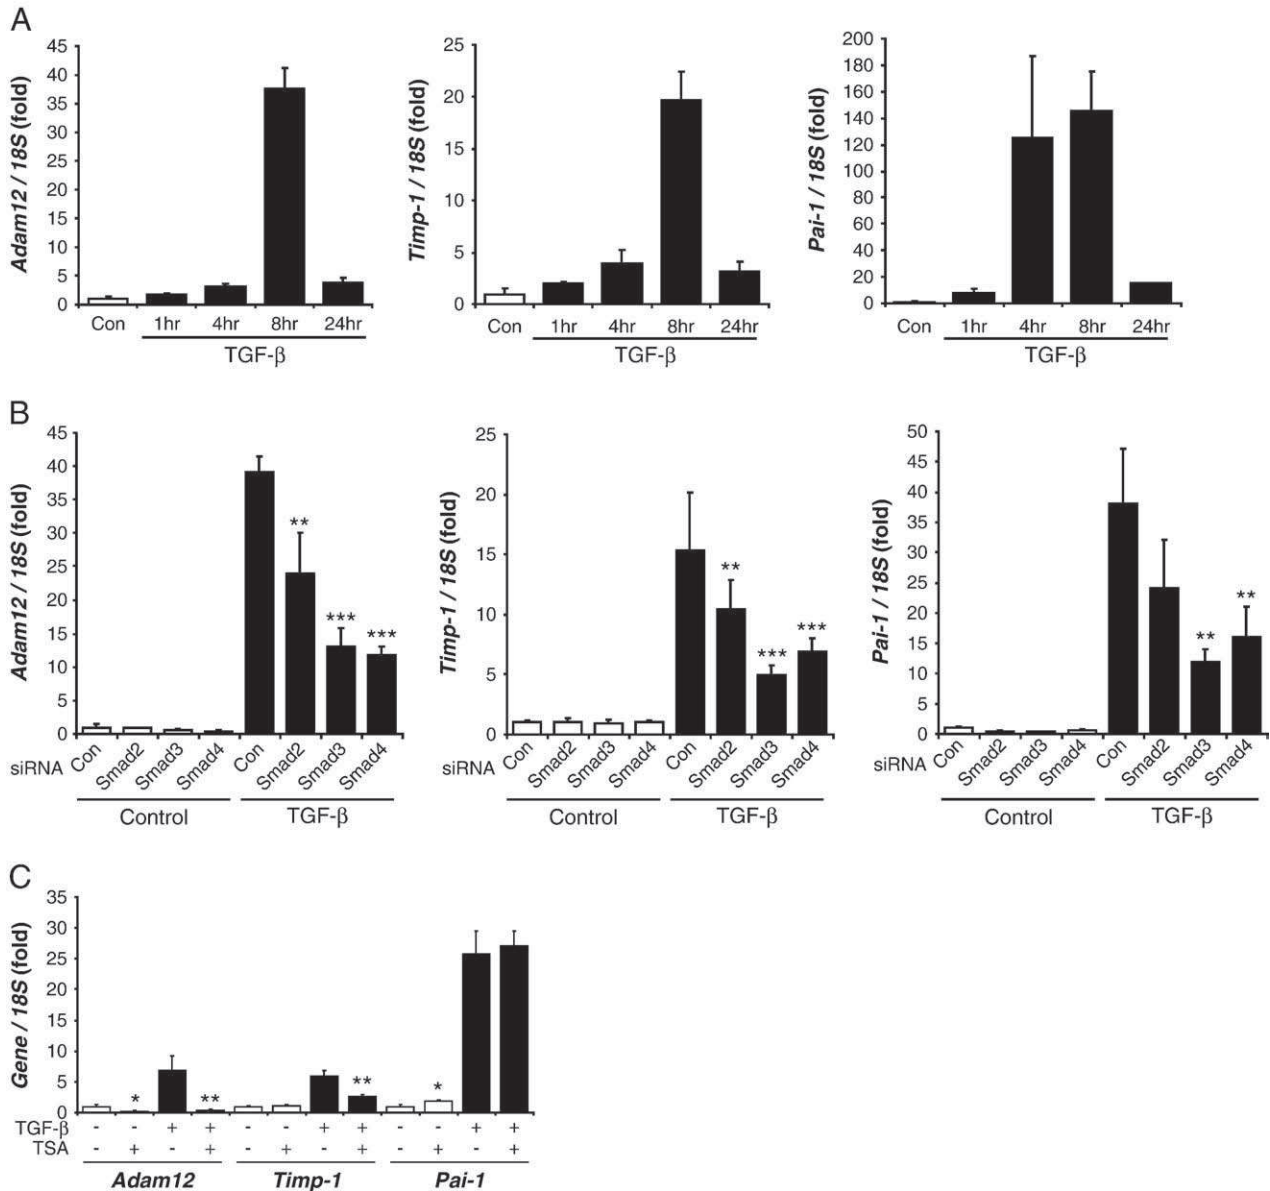 A
Adam12 / 18S (fold)
45
40
35
30
25
20
15
10
5
0
Con 1hr 4hr 8hr 24hr
TGF-β
Timp-1 / 18S (fold)
25
20
15
10
5
0
Con 1hr 4hr 8hr 24hr
TGF-β
Pai-1 / 18S (fold)
200
180
160
140
120
100
80
60
40
20
0
Con 1hr 4hr 8hr 24hr
TGF-β
B
Adam12 / 18S (fold)
45
40
35
30
25
20
15
10
5
0
** *** ***
siRNA Con Smad2 Smad3 Smad4 Con Smad2 Smad3 Smad4
Control TGF-β
Timp-1 / 18S (fold)
25
20
15
10
5
0
** *** ***
siRNA Con Smad2 Smad3 Smad4 Con Smad2 Smad3 Smad4
Control TGF-β
Pai-1 / 18S (fold)
50
45
40
35
30
25
20
15
10
5
0
** **
siRNA Con Smad2 Smad3 Smad4 Con Smad2 Smad3 Smad4
Control TGF-β
C
Gene / 18S (fold)
35
30
25
20
15
10
5
0
* ** ** *
TGF-β - - + + - - + + - - + +
TSA - + - + - + - + - + - +
Adam12 Timp-1 Pai-1